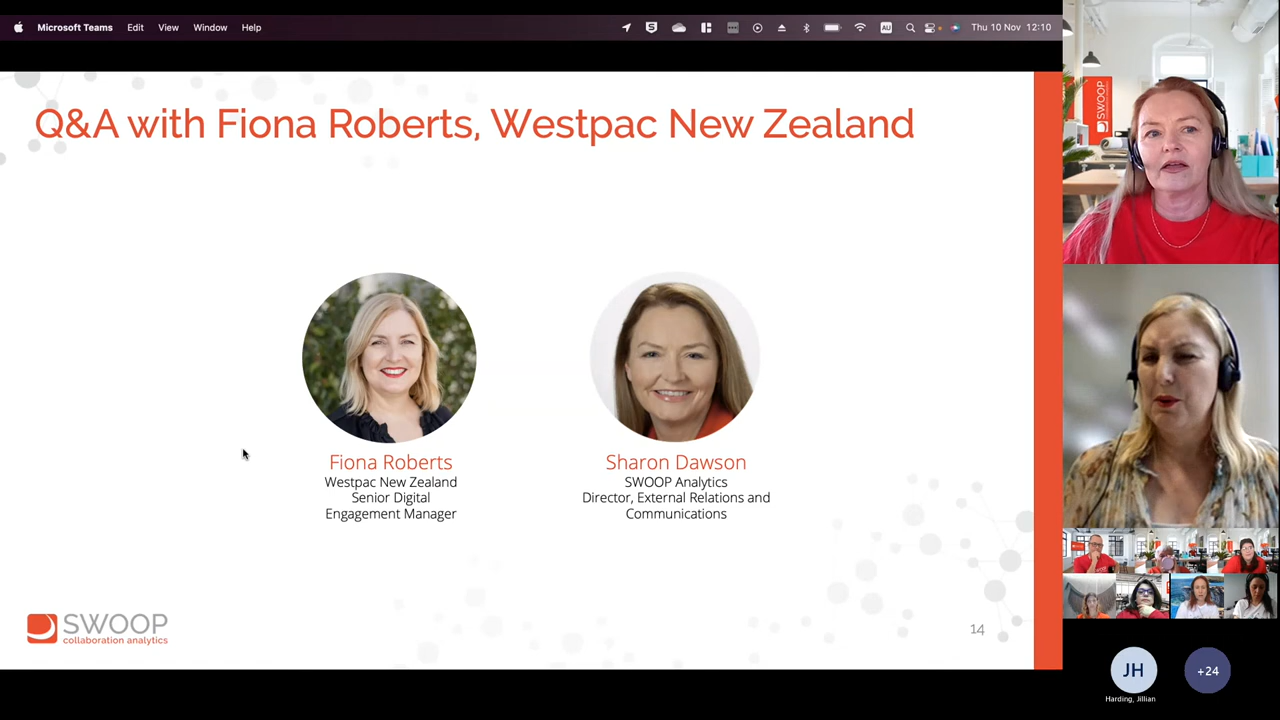 Microsoft Teams Edit View Window Help
AU
Thu 10 Nov 12:10
Q&A with Fiona Roberts, Westpac New Zealand
Fiona Roberts
Westpac New Zealand
Senior Digital
Engagement Manager
Sharon Dawson
SWOOP Analytics
Director, External Relations and
Communications
SWOOP
collaboration analytics
14
SWOOP
JH
Harding, Jillian
+24